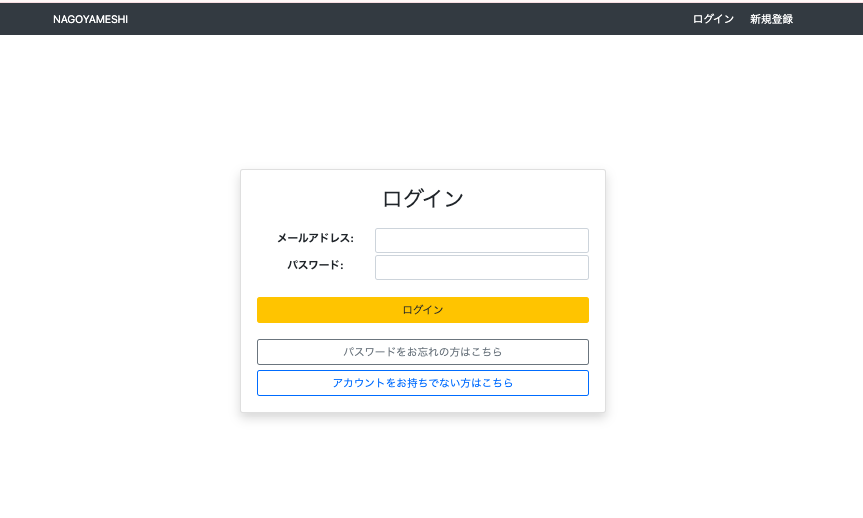 NAGOYAMESHI ログイン 新規登録
ログイン
メールアドレス:
パスワード:
ログイン
パスワードをお忘れの方はこちら
アカウントをお持ちでない方はこちら